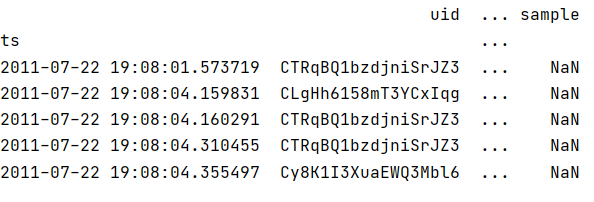 uid ... sample
ts ...
2011-07-22 19:08:01.573719 CTRqBQ1bzdjniSrJZ3 ... NaN
2011-07-22 19:08:04.159831 CLgHh6158mT3YCxIqg ... NaN
2011-07-22 19:08:04.160291 CTRqBQ1bzdjniSrJZ3 ... NaN
2011-07-22 19:08:04.310455 CTRqBQ1bzdjniSrJZ3 ... NaN
2011-07-22 19:08:04.355497 Cy8K1I3XuaEWQ3Mbl6 ... NaN